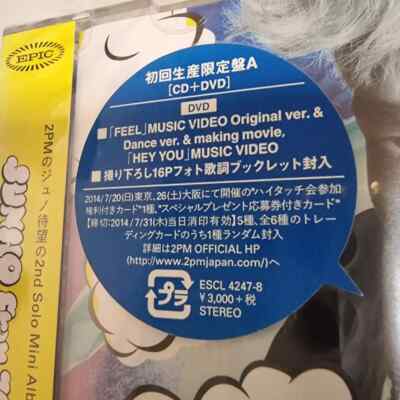 EPIC
2PMのジュノ待望の2nd Solo Mini Alb
JUNHO From 2
初回生産限定盤A
[CD+DVD]
DVD
■「FEEL」MUSIC VIDEO Original ver. &
Dance ver. & making movie,
「HEY YOU」MUSIC VIDEO
■撮り下ろし16Pフォト歌詞ブックレット封入
2014/7/20(日)東京、26(土)大阪にて開催の"ハイタッチ会参加
権利付きカード"1種、"スペシャルプレゼント応募券付きカード"
【締切:2014/7/31(木)当日消印有効】5種、全6種のトレー
ディングカードのうち1種ランダム封入
詳細は2PM OFFICIAL HP
(http://www.2pmjapan.com/)へ
プラ
ESCL 4247-8
¥3,000+税
STEREO